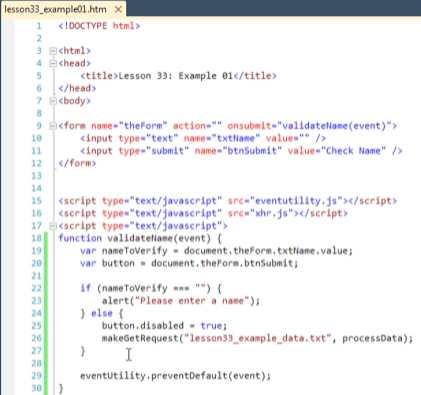 lesson33_example01.htm ×
1 <!DOCTYPE html>
2
3 <html>
4 <head>
5     <title>Lesson 33: Example 01</title>
6 </head>
7 <body>
8
9 <form name="theForm" action="" onsubmit="validateName(event)">
10     <input type="text" name="txtName" value="" />
11     <input type="submit" name="btnSubmit" value="Check Name" />
12 </form>
13
14
15 <script type="text/javascript" src="eventutility.js"></script>
16 <script type="text/javascript" src="xhr.js"></script>
17 <script type="text/javascript">
18 function validateName(event) {
19     var nameToVerify = document.theForm.txtName.value;
20     var button = document.theForm.btnSubmit;
21
22     if (nameToVerify === "") {
23         alert("Please enter a name");
24     } else {
25         button.disabled = true;
26         makeGetRequest("lesson33_example_data.txt", processData);
27     }
28
29     eventUtility.preventDefault(event);
30 }